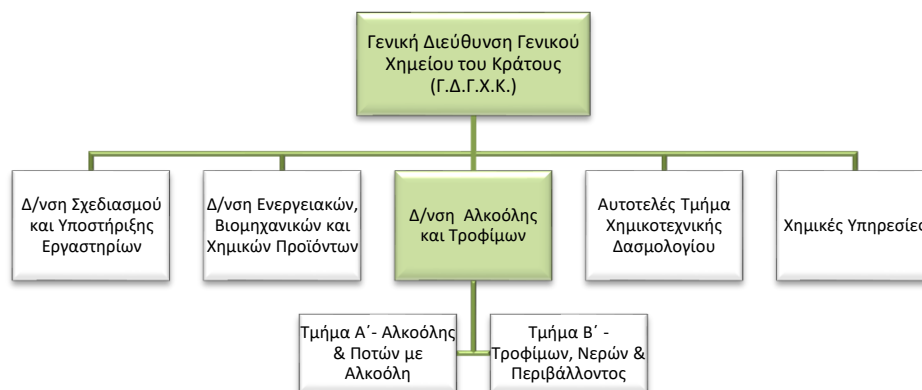 Γενική Διεύθυνση Γενικού
Χημείου του Κράτους
(Γ.Δ.Γ.Χ.Κ.)
Δ/νση Σχεδιασμού
και Υποστήριξης
Εργαστηρίων
Δ/νση Ενεργειακών,
Βιομηχανικών και
Χημικών Προϊόντων
Δ/νση Αλκοόλης
και Τροφίμων
Αυτοτελές Τμήμα
Χημικοτεχνικής
Δασμολογίου
Χημικές Υπηρεσίες
Τμήμα Α΄- Αλκοόλης
& Ποτών με
Αλκοόλη
Τμήμα Β΄ -
Τροφίμων, Νερών &
Περιβάλλοντος